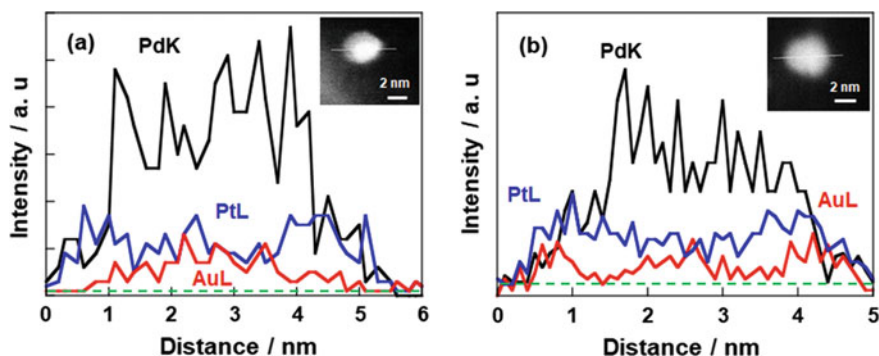 (a)
PdK
2 nm
PtL
AuL
Intensity / a. u
0 1 2 3 4 5 6
Distance / nm
(b)
PdK
2 nm
PtL
AuL
Intensity / a. u
0 1 2 3 4 5
Distance / nm